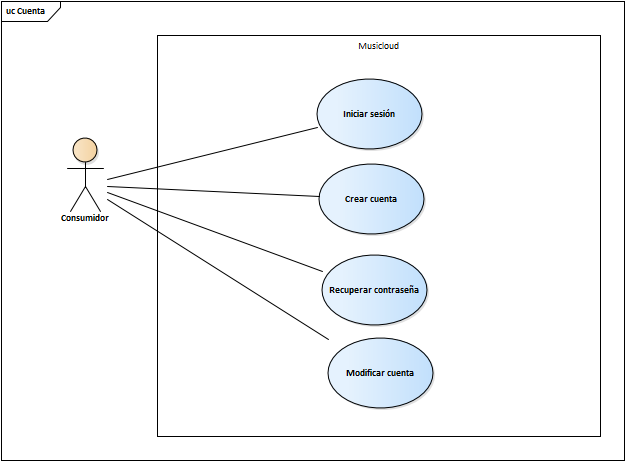 uc Cuenta
Musicloud
Iniciar sesión
Crear cuenta
Consumidor
Recuperar contraseña
Modificar cuenta